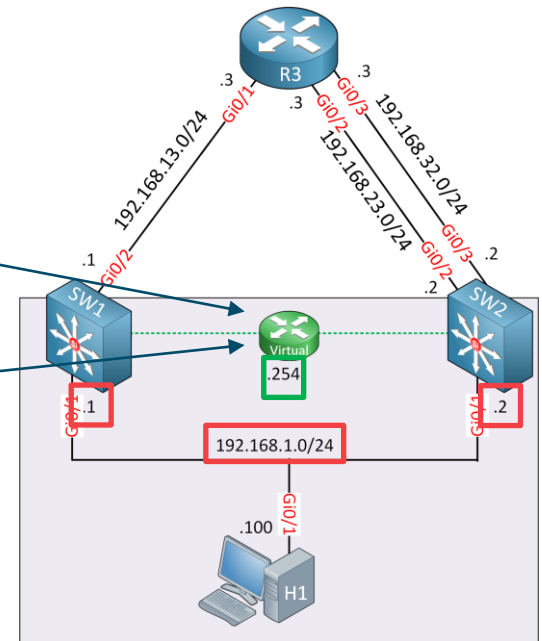 R3
.3
.3
.3
Gi0/1
Gi0/2
Gi0/3
192.168.13.0/24
192.168.23.0/24
192.168.32.0/24
.1
Gi0/2
Gi0/2
Gi0/3
.2
.2
SW1
SW2
Virtual
.254
.1
Gi0/1
.2
Gi0/1
192.168.1.0/24
Gi0/1
.100
H1